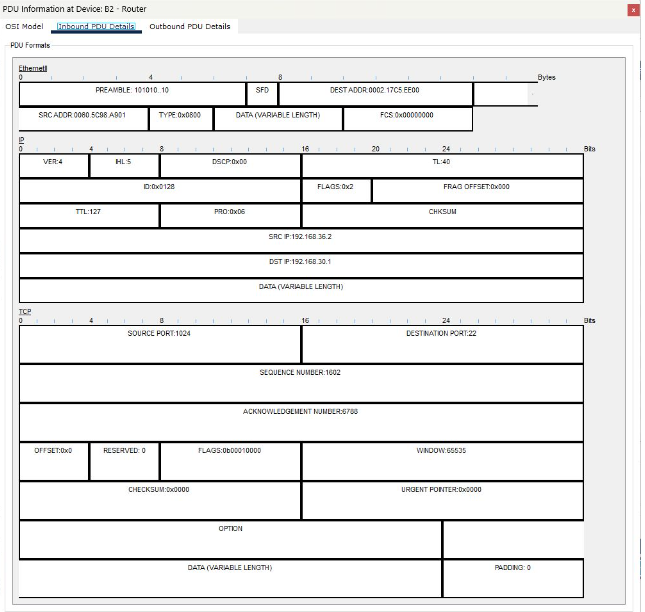 PDU Information at Device: B2 - Router
x
OSI Model Inbound PDU Details Outbound PDU Details
PDU Formats
EthernetII
0 4 8 Bytes
PREAMBLE: 101010..10 SFD DEST ADDR:0002.17C5.EE00
SRC ADDR:0060.5C98.A901 TYPE:0x0800 DATA (VARIABLE LENGTH) FCS:0x00000000
IP
0 4 8 16 20 24 Bits
VER:4 IHL:5 DSCP:0x00 TL:40
ID:0x0128 FLAGS:0x2 FRAG OFFSET:0x000
TTL:127 PRO:0x06 CHKSUM
SRC IP:192.168.36.2
DST IP:192.168.30.1
DATA (VARIABLE LENGTH)
TCP
0 4 8 16 24 Bits
SOURCE PORT:1024 DESTINATION PORT:22
SEQUENCE NUMBER:1602
ACKNOWLEDGEMENT NUMBER:6788
OFFSET:0x0 RESERVED: 0 FLAGS:0b00010000 WINDOW:65535
CHECKSUM:0x0000 URGENT POINTER:0x0000
OPTION
DATA (VARIABLE LENGTH) PADDING: 0